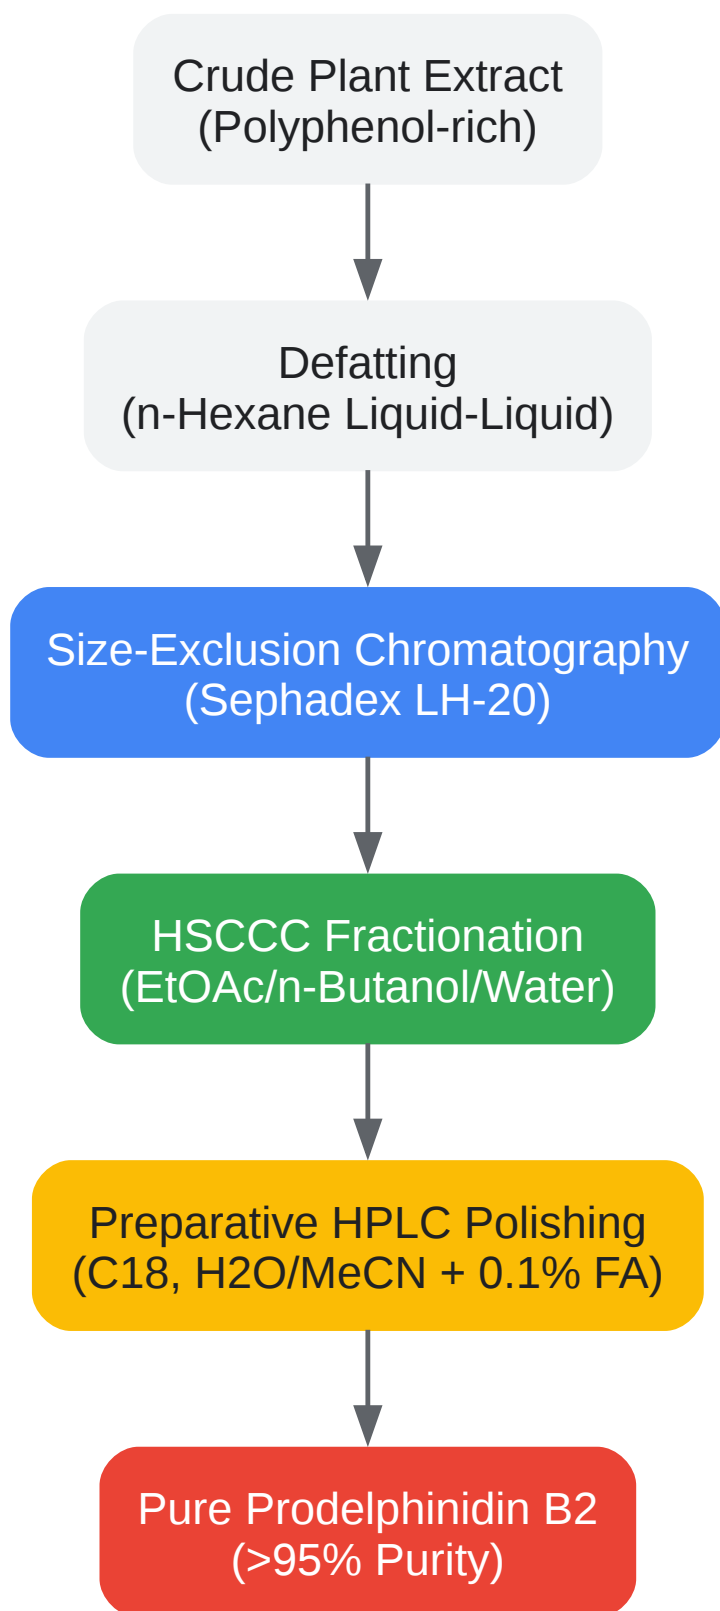 Crude Plant Extract
(Polyphenol-rich)
Defatting
(n-Hexane Liquid-Liquid)
Size-Exclusion Chromatography
(Sephadex LH-20)
HSCCC Fractionation
(EtOAc/n-Butanol/Water)
Preparative HPLC Polishing
(C18, H2O/MeCN + 0.1% FA)
Pure Prodelphinidin B2
(>95% Purity)